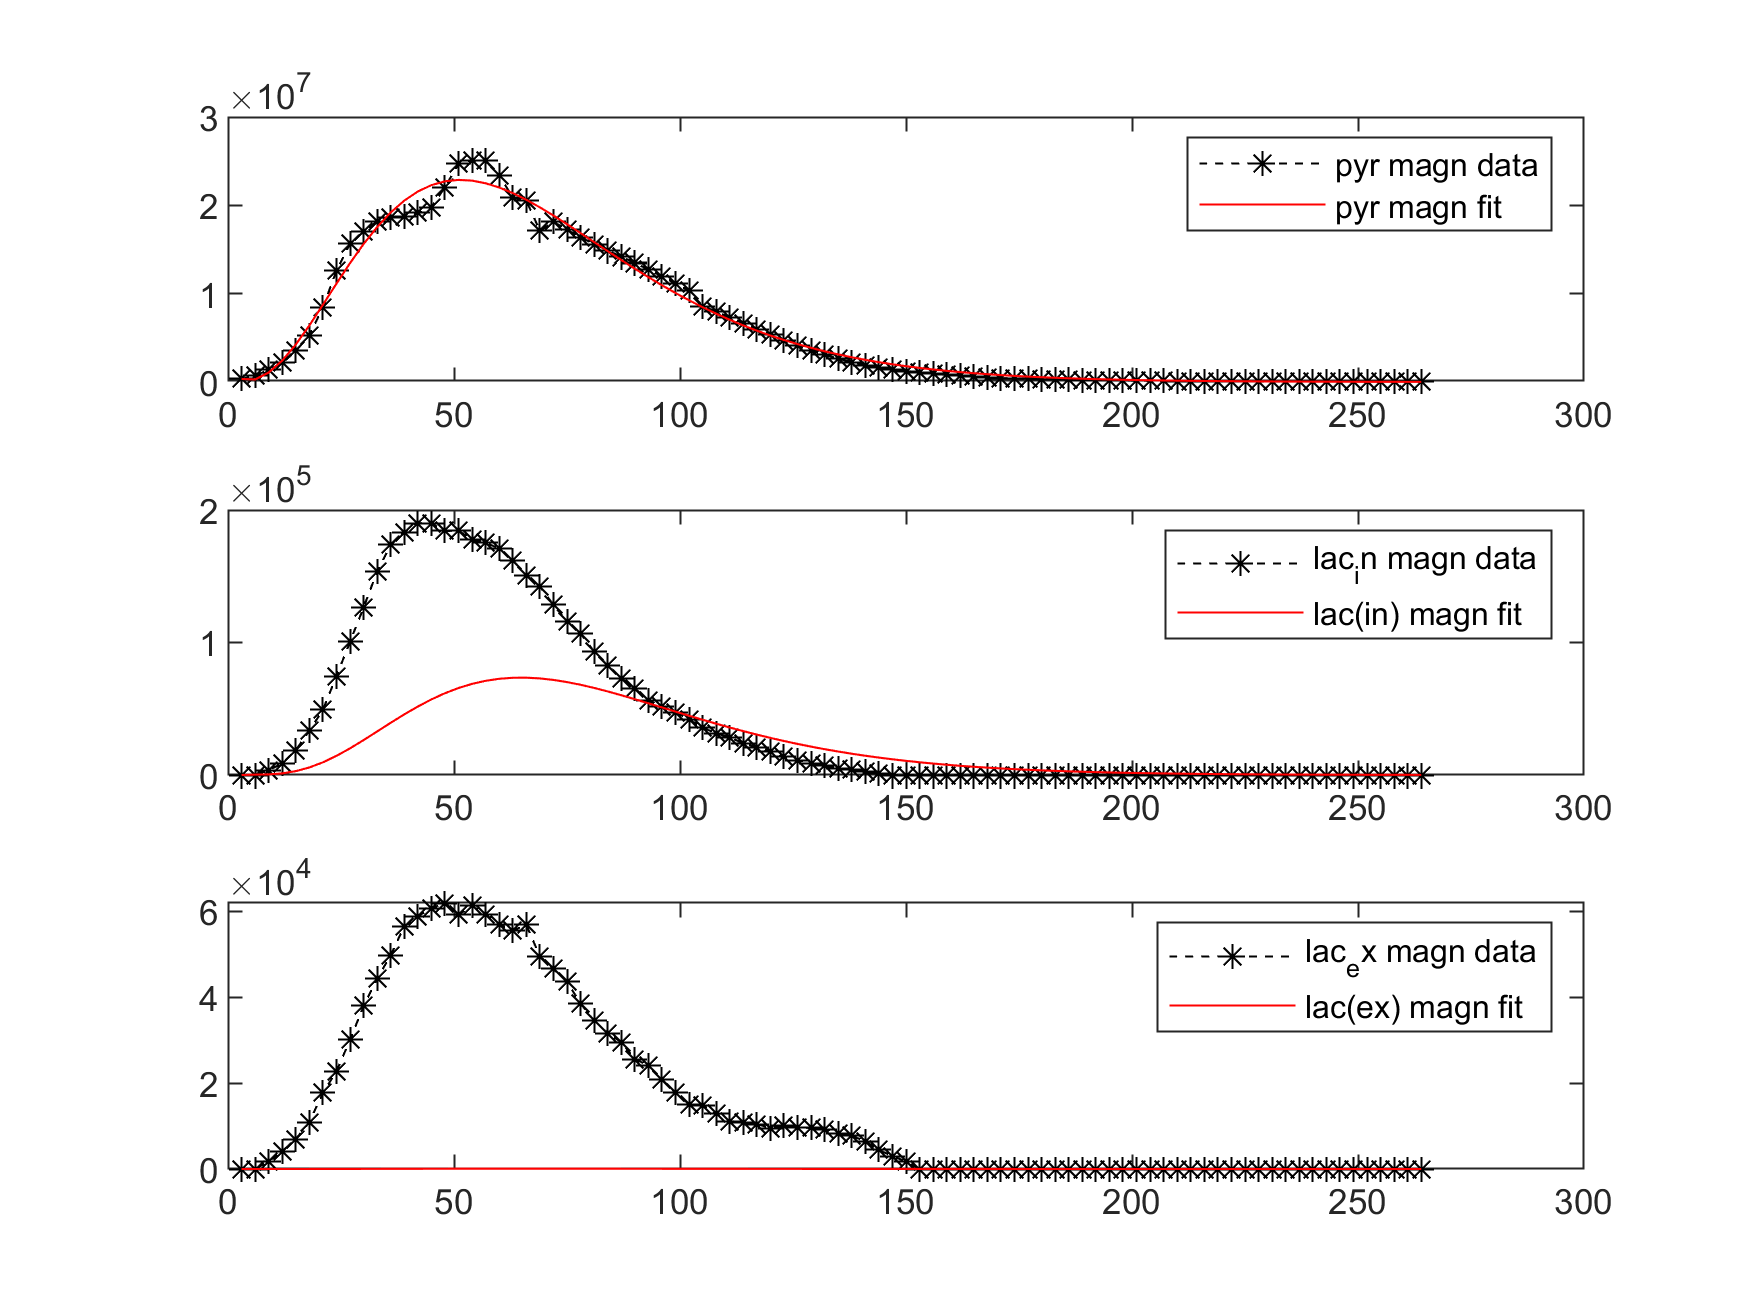 ×10^7
3
2
1
0
0 50 100 150 200 250 300
pyr magn data
pyr magn fit
×10^5
2
1
0
0 50 100 150 200 250 300
lac_in magn data
lac(in) magn fit
×10^4
6
4
2
0
0 50 100 150 200 250 300
lac_ex magn data
lac(ex) magn fit